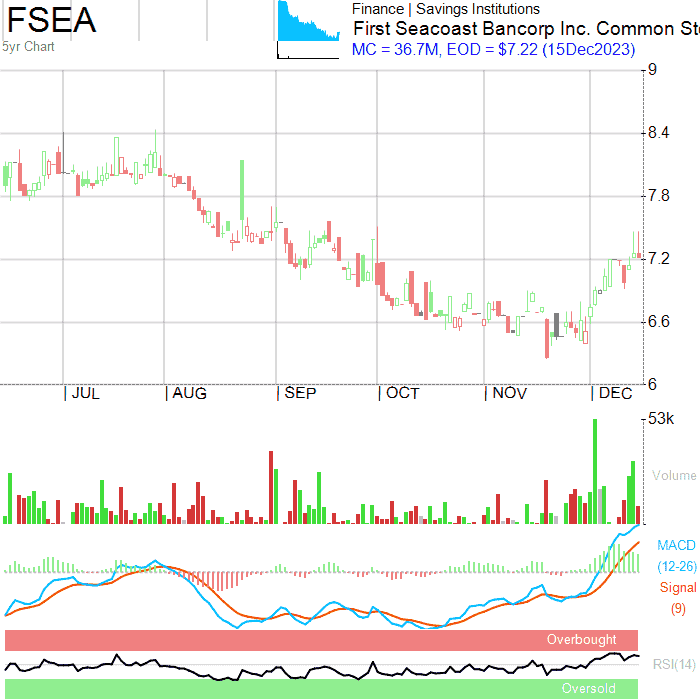 FSEA
5yr Chart
Finance | Savings Institutions
First Seacoast Bancorp Inc. Common Sto
MC = 36.7M, EOD = $7.22 (15Dec2023)
9
8.4
7.8
7.2
6.6
6
JUL AUG SEP OCT NOV DEC
53k
Volume
MACD
(12-26)
Signal
(9)
Overbought
RSI(14)
Oversold